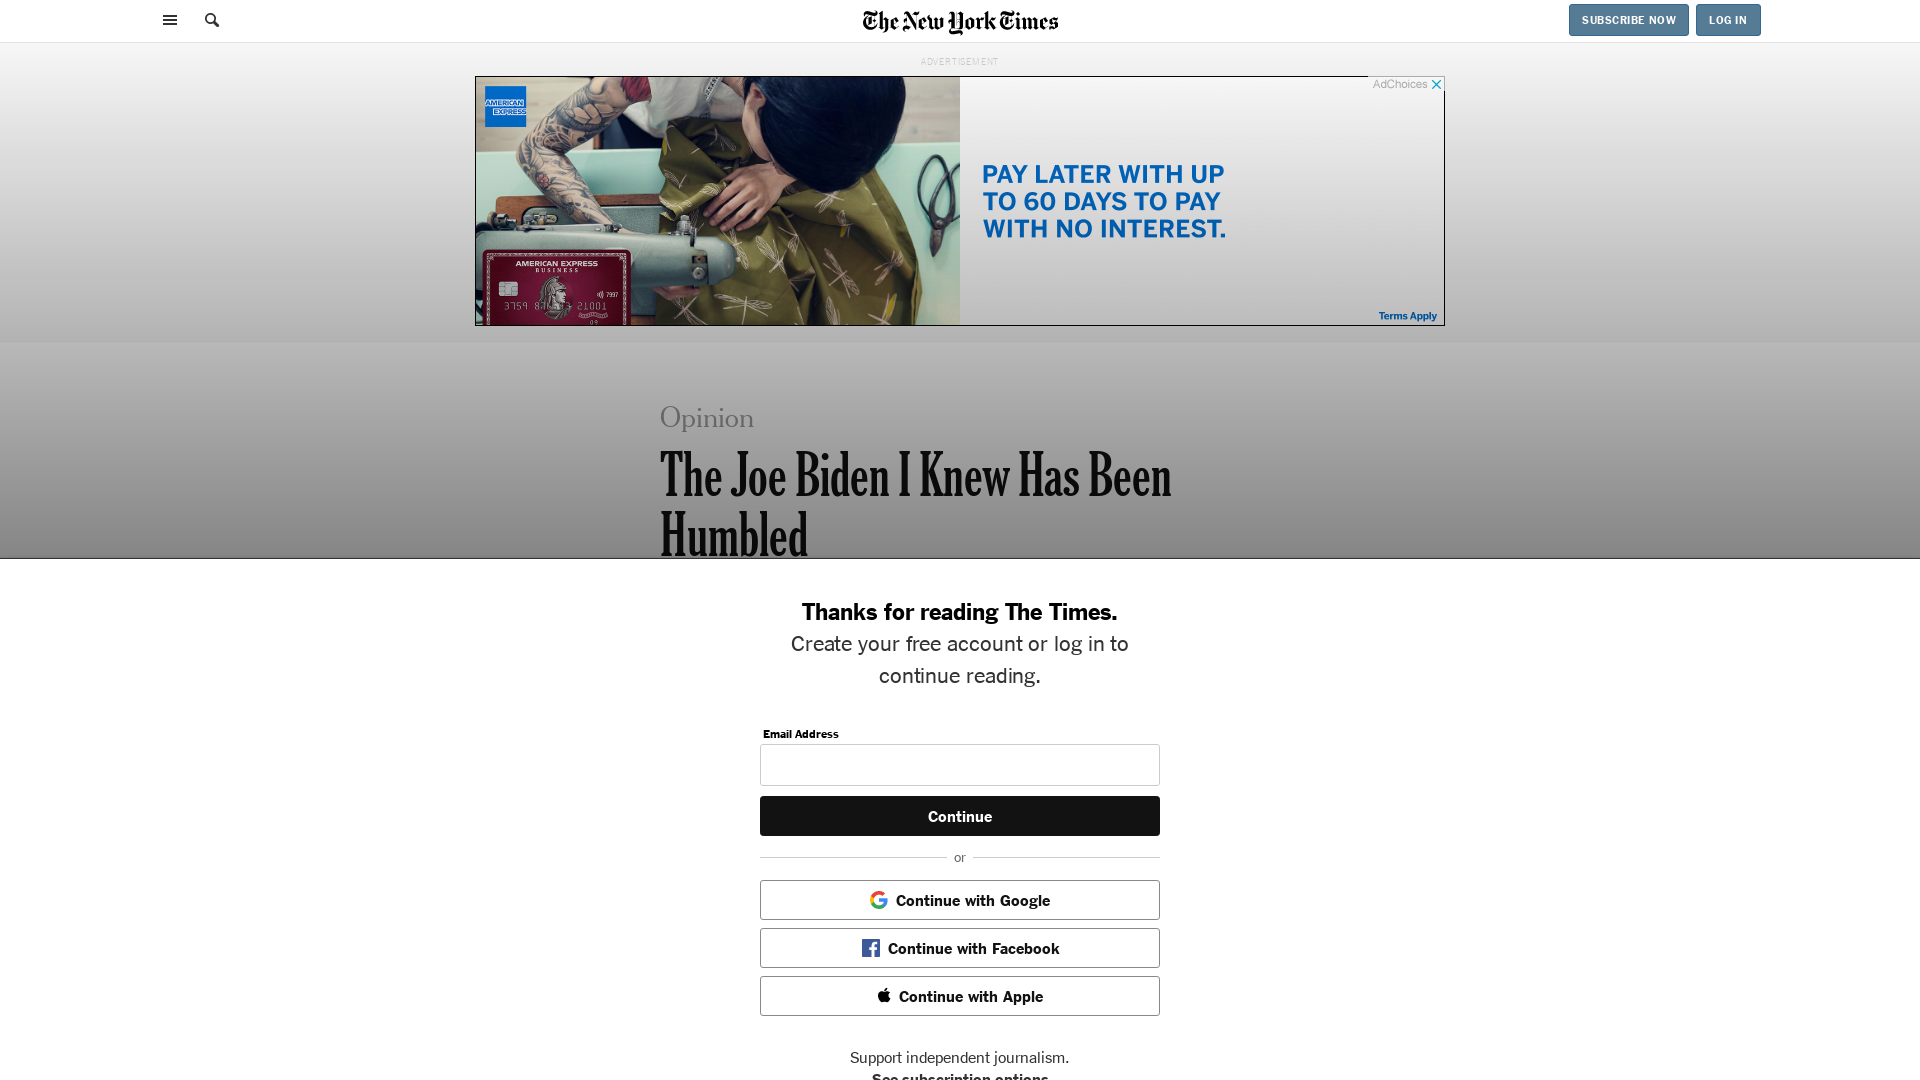 The New York Times
SUBSCRIBE NOW
LOG IN
ADVERTISEMENT
AdChoices
AMERICAN
EXPRESS
PAY LATER WITH UP
TO 60 DAYS TO PAY
WITH NO INTEREST.
AMERICAN EXPRESS
BUSINESS
7997
21001
Terms Apply
Opinion
The Joe Biden I Knew Has Been
Humbled
Thanks for reading The Times.
Create your free account or log in to
continue reading.
Email Address
Continue
or
Continue with Google
Continue with Facebook
Continue with Apple
Support independent journalism.
See subscription options